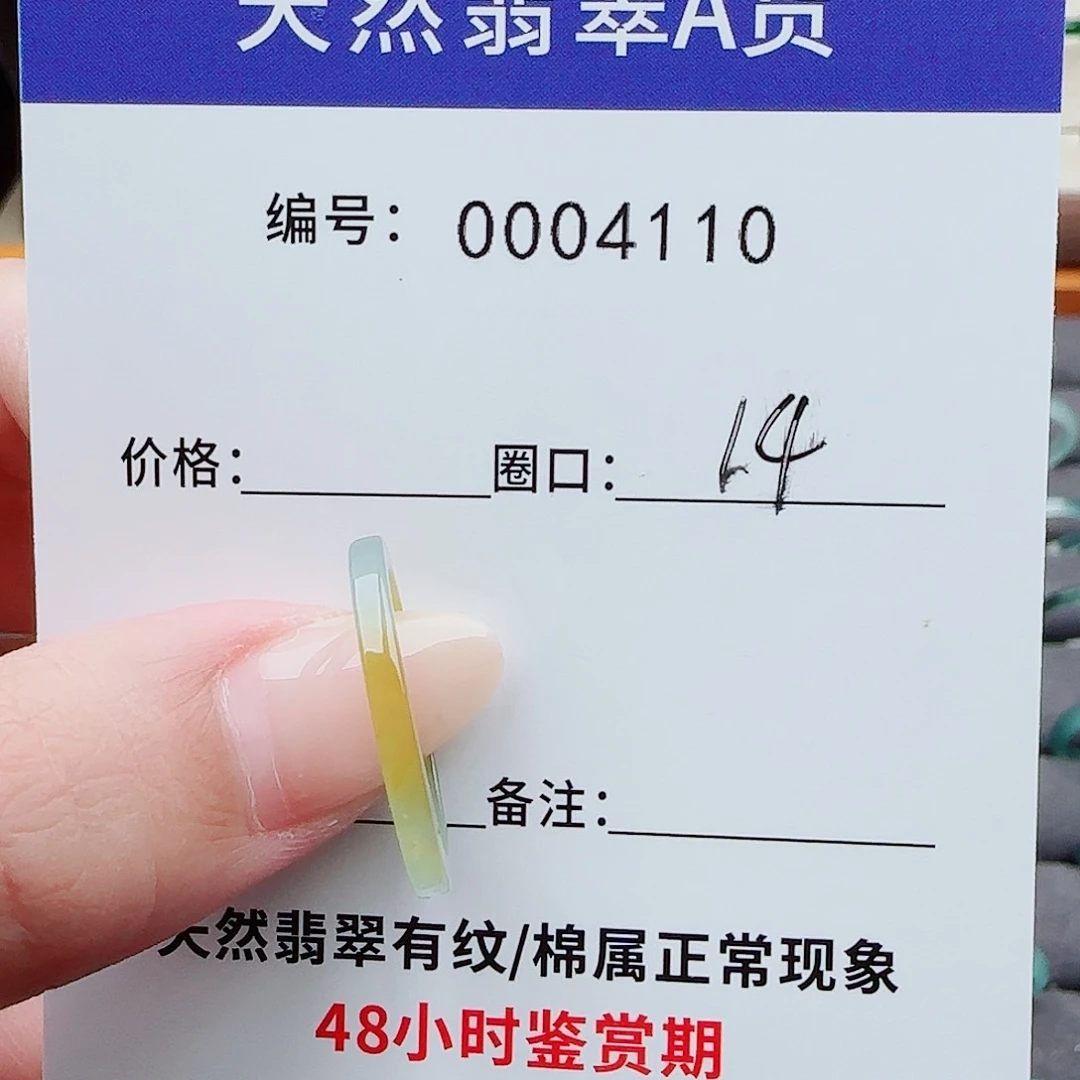 天然翡翠A货
编号：0004110
价格： 圈口：14
备注：
天然翡翠有纹/棉属正常现象
48小时鉴赏期